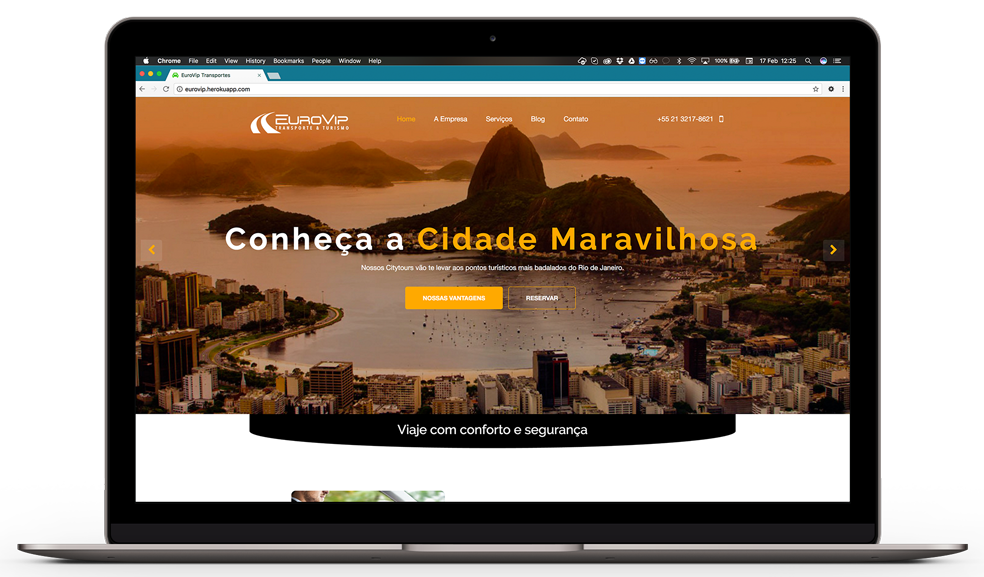 Chrome File Edit View History Bookmarks People Window Help 100% 17 Feb 12:25
EuroVip Transportes
eurovip.herokuapp.com
EUROVIP
TRANSPORTE & TURISMO
Home A Empresa Serviços Blog Contato +55 21 3217-8621
Conheça a Cidade Maravilhosa
Nossos Citytours vão te levar aos pontos turísticos mais badalados do Rio de Janeiro.
NOSSAS VANTAGENS RESERVAR
Viaje com conforto e segurança